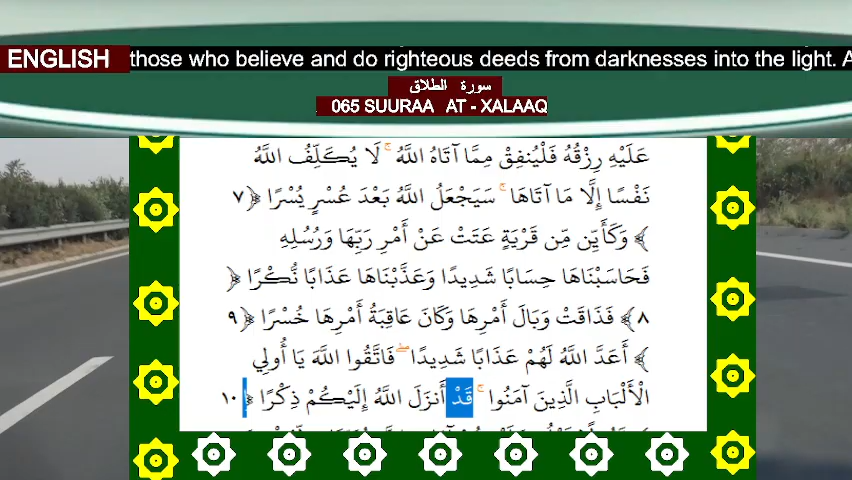 ENGLISH those who believe and do righteous deeds from darknesses into the light. A
سورة الطلاق
065 SUURAA AT - XALAAQ
عَلَيْهِ رِزْقُهُ فَلْيُنفِقْ مِمَّا آتَاهُ اللَّهُ ۚ لَا يُكَلِّفُ اللَّهُ
نَفْسًا إِلَّا مَا آتَاهَا ۚ سَيَجْعَلُ اللَّهُ بَعْدَ عُسْرٍ يُسْرًا ﴿٧
﴾ وَكَأَيِّن مِّن قَرْيَةٍ عَتَتْ عَنْ أَمْرِ رَبِّهَا وَرُسُلِهِ
فَحَاسَبْنَاهَا حِسَابًا شَدِيدًا وَعَذَّبْنَاهَا عَذَابًا نُّكْرًا ﴿
٨﴾ فَذَاقَتْ وَبَالَ أَمْرِهَا وَكَانَ عَاقِبَةُ أَمْرِهَا خُسْرًا ﴿٩
﴾ أَعَدَّ اللَّهُ لَهُمْ عَذَابًا شَدِيدًا ۖ فَاتَّقُوا اللَّهَ يَا أُولِي
الْأَلْبَابِ الَّذِينَ آمَنُوا ۚ قَدْ أَنزَلَ اللَّهُ إِلَيْكُمْ ذِكْرًا ﴿١٠